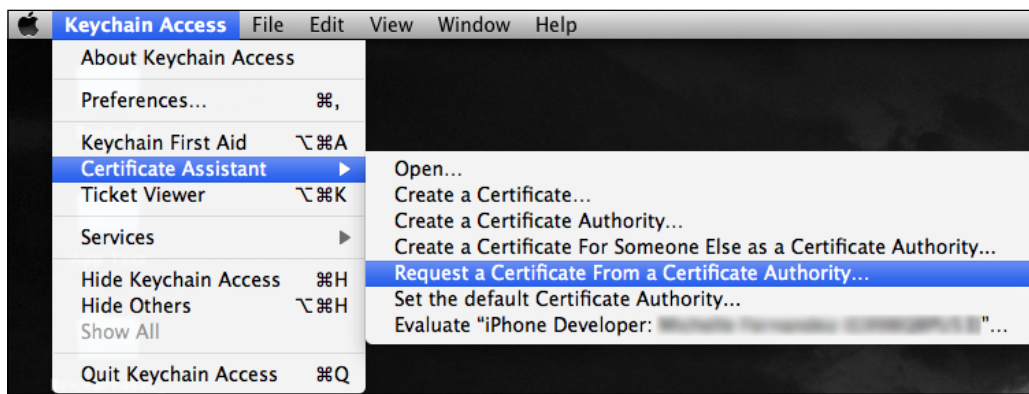 Keychain Access File Edit View Window Help
About Keychain Access
Preferences... ⌘,
Keychain First Aid ⌥⌘A
Certificate Assistant ▶
Ticket Viewer ⌥⌘K
Services ▶
Hide Keychain Access ⌘H
Hide Others ⌥⌘H
Show All
Quit Keychain Access ⌘Q
Open...
Create a Certificate...
Create a Certificate Authority...
Create a Certificate For Someone Else as a Certificate Authority...
Request a Certificate From a Certificate Authority...
Set the default Certificate Authority...
Evaluate “iPhone Developer: ”...